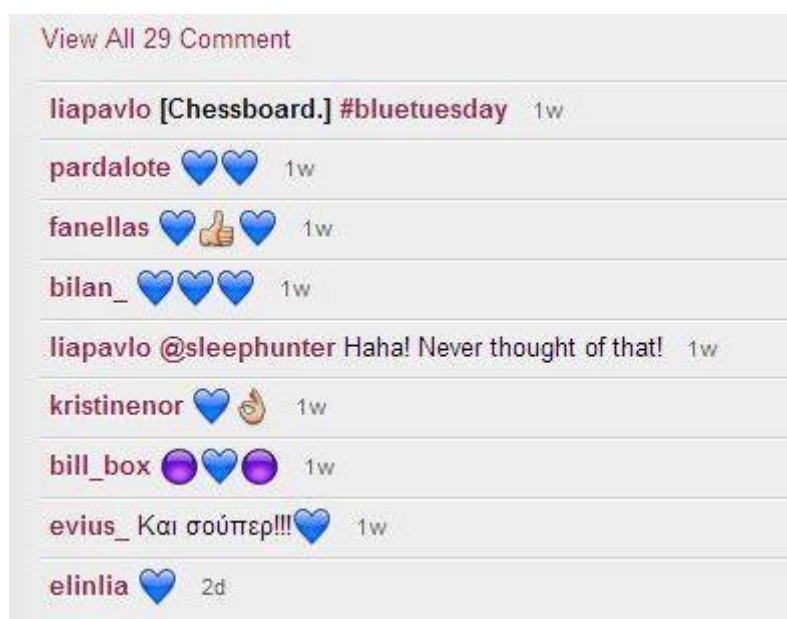 View All 29 Comment
liapavlo [Chessboard.] #bluetuesday 1w
pardalote 💙💙 1w
fanellas 💙👍💙 1w
bilan_ 💙💙💙 1w
liapavlo @sleephunter Haha! Never thought of that! 1w
kristinenor 💙👌 1w
bill_box 🟣💙🟣 1w
evius_ Και σούπερ!!!💙 1w
elinlia 💙 2d